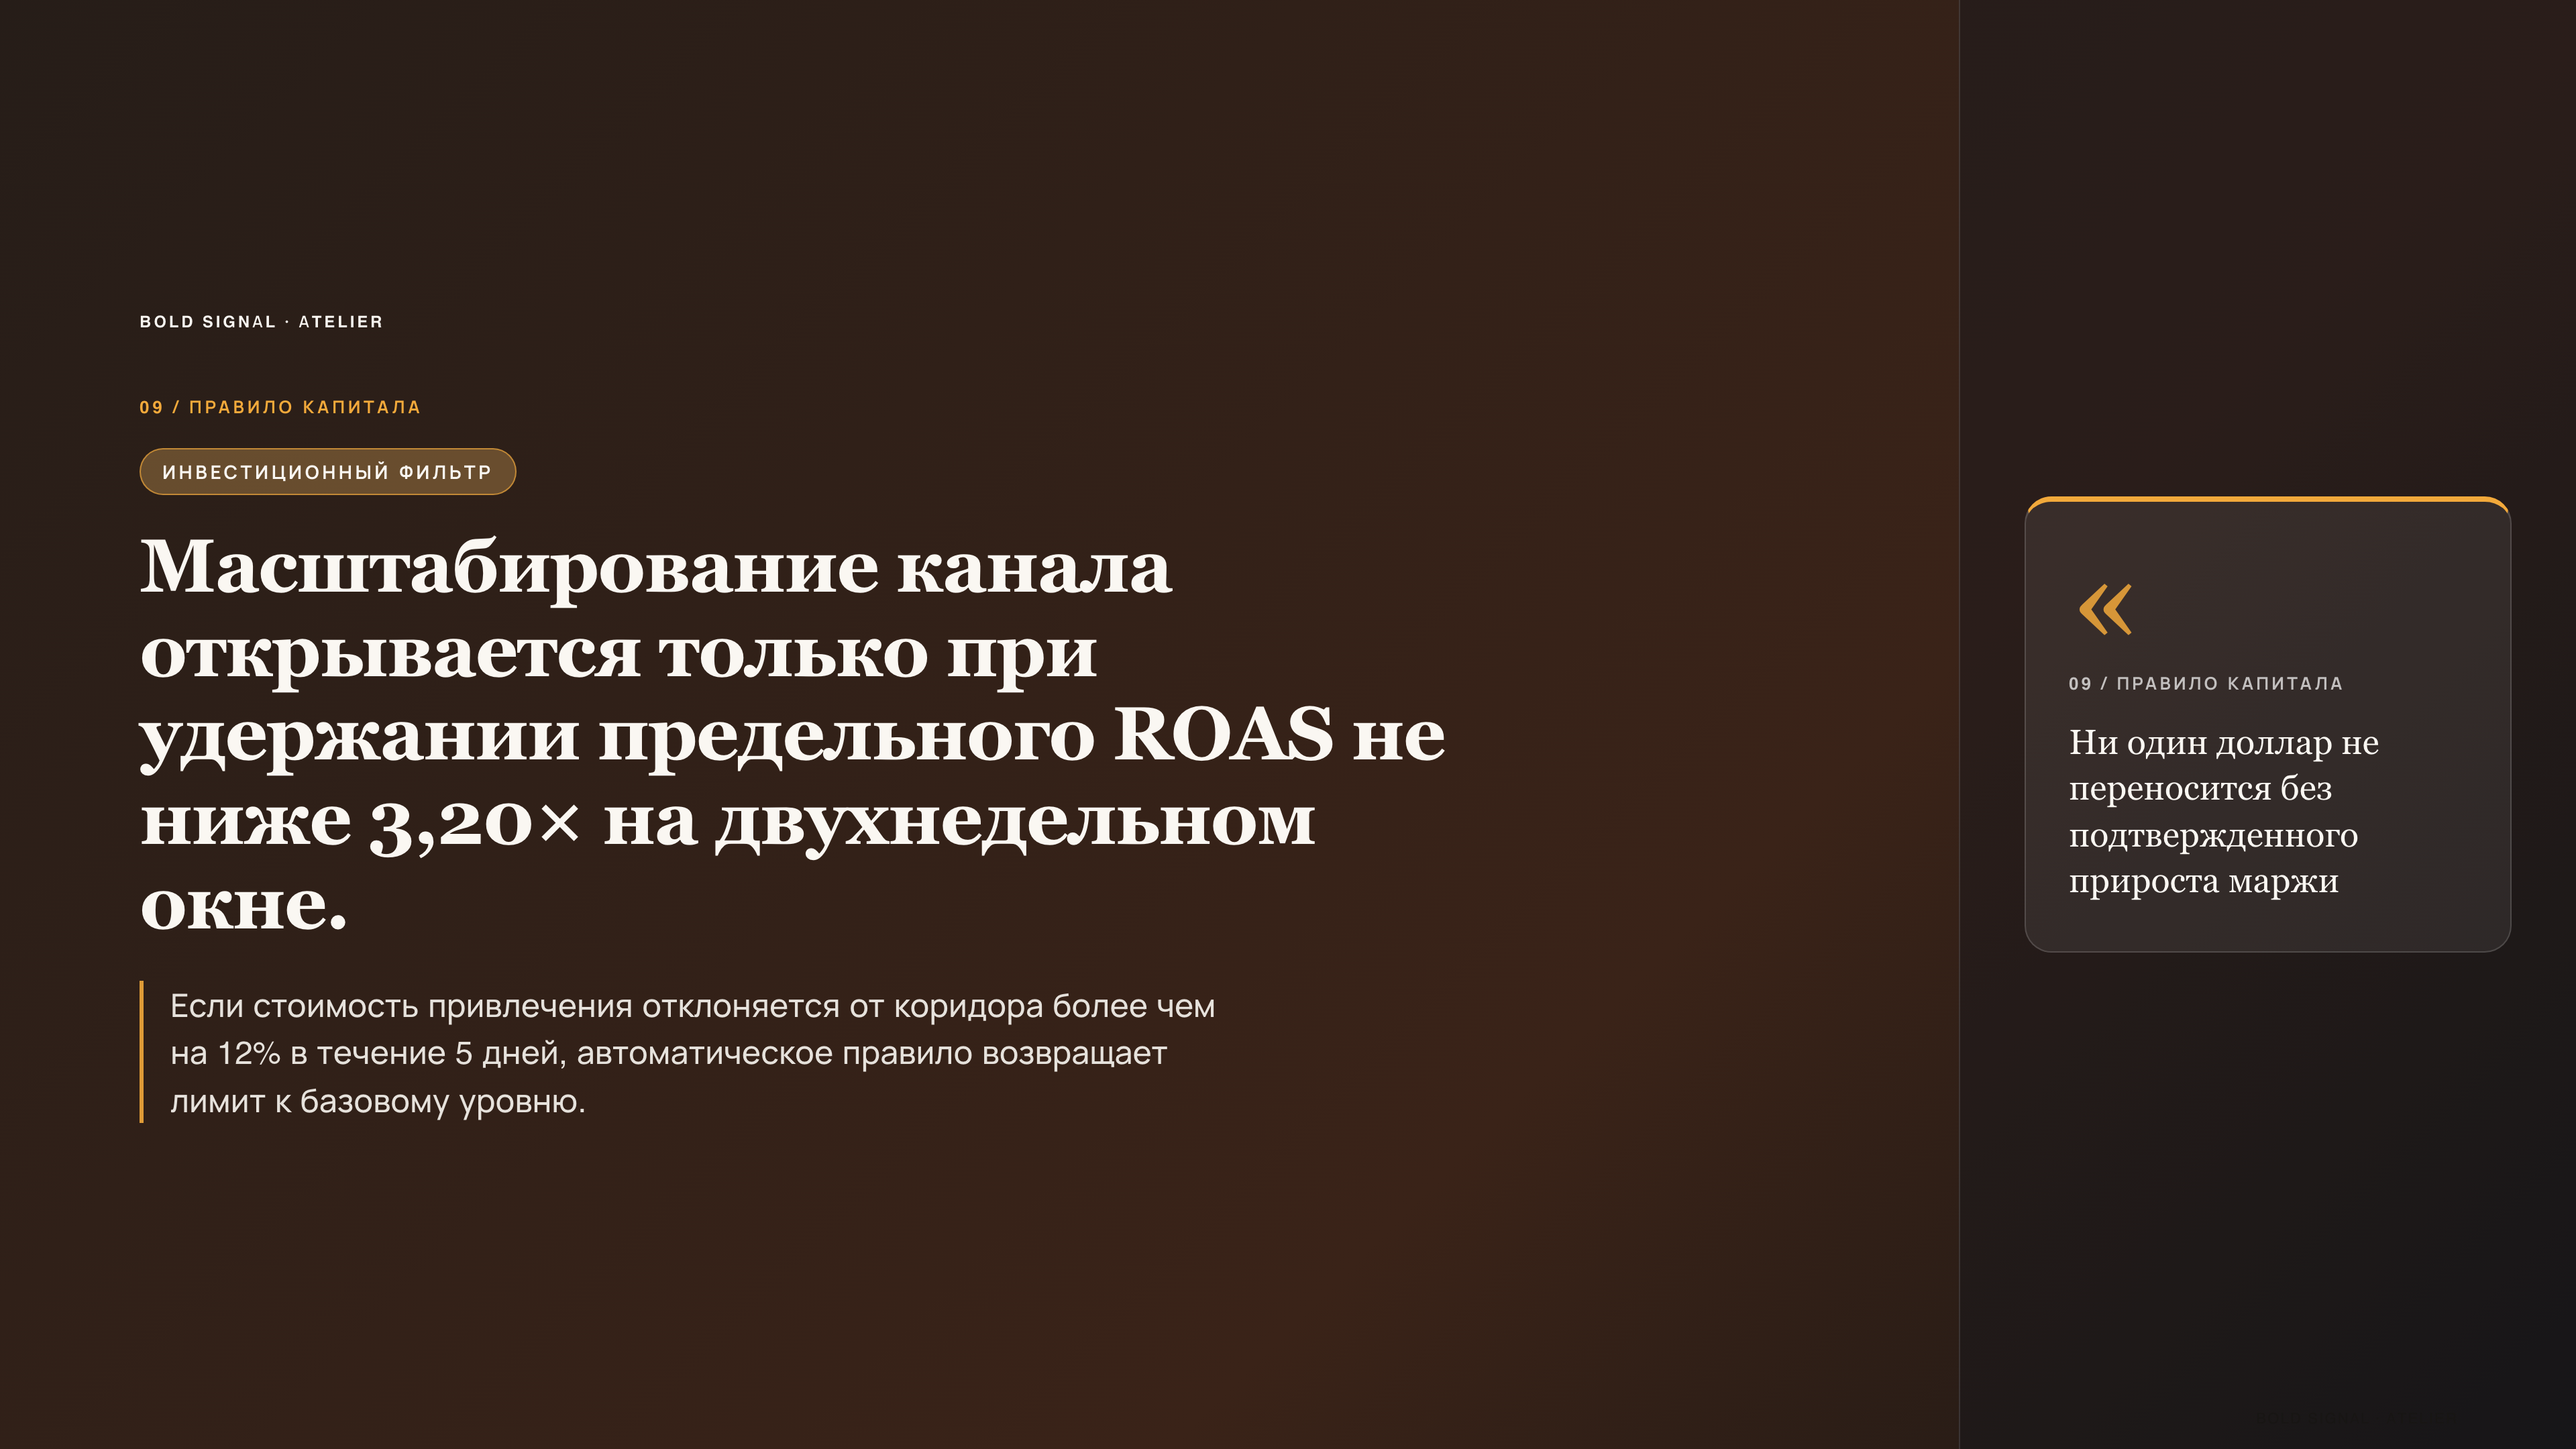 BOLD SIGNAL · ATELIER
09 / ПРАВИЛО КАПИТАЛА
ИНВЕСТИЦИОННЫЙ ФИЛЬТР
Масштабирование канала
открывается только при
удержании предельного ROAS не
ниже 3,20× на двухнедельном
окне.
Если стоимость привлечения отклоняется от коридора более чем
на 12% в течение 5 дней, автоматическое правило возвращает
лимит к базовому уровню.
«
09 / ПРАВИЛО КАПИТАЛА
Ни один доллар не
переносится без
подтвержденного
прироста маржи